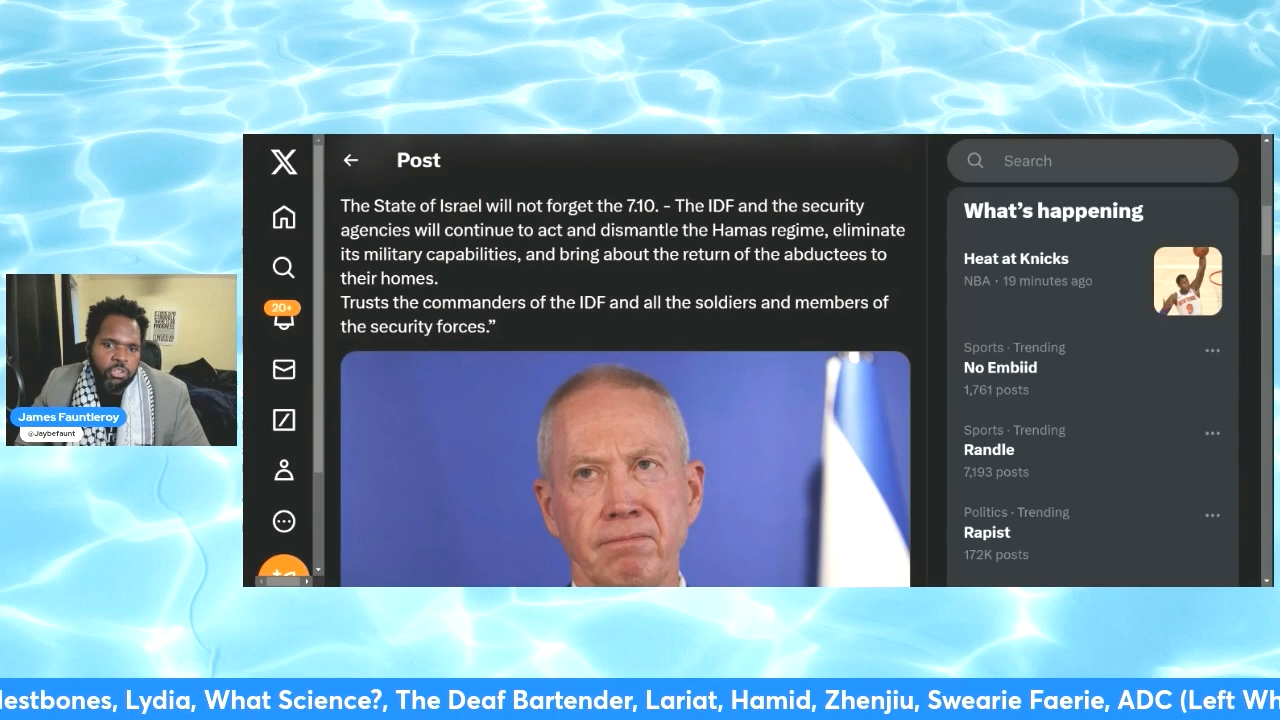 Post
The State of Israel will not forget the 7.10. - The IDF and the security
agencies will continue to act and dismantle the Hamas regime, eliminate
its military capabilities, and bring about the return of the abductees to
their homes.
Trusts the commanders of the IDF and all the soldiers and members of
the security forces.”
20+
Search
What’s happening
Heat at Knicks
NBA · 19 minutes ago
Sports · Trending
No Embiid
1,761 posts
Sports · Trending
Randle
7,193 posts
Politics · Trending
Rapist
172K posts
James Fauntleroy
@Jaybefaunt
lestbones, Lydia, What Science?, The Deaf Bartender, Lariat, Hamid, Zhenjiu, Swearie Faerie, ADC (Left Wh